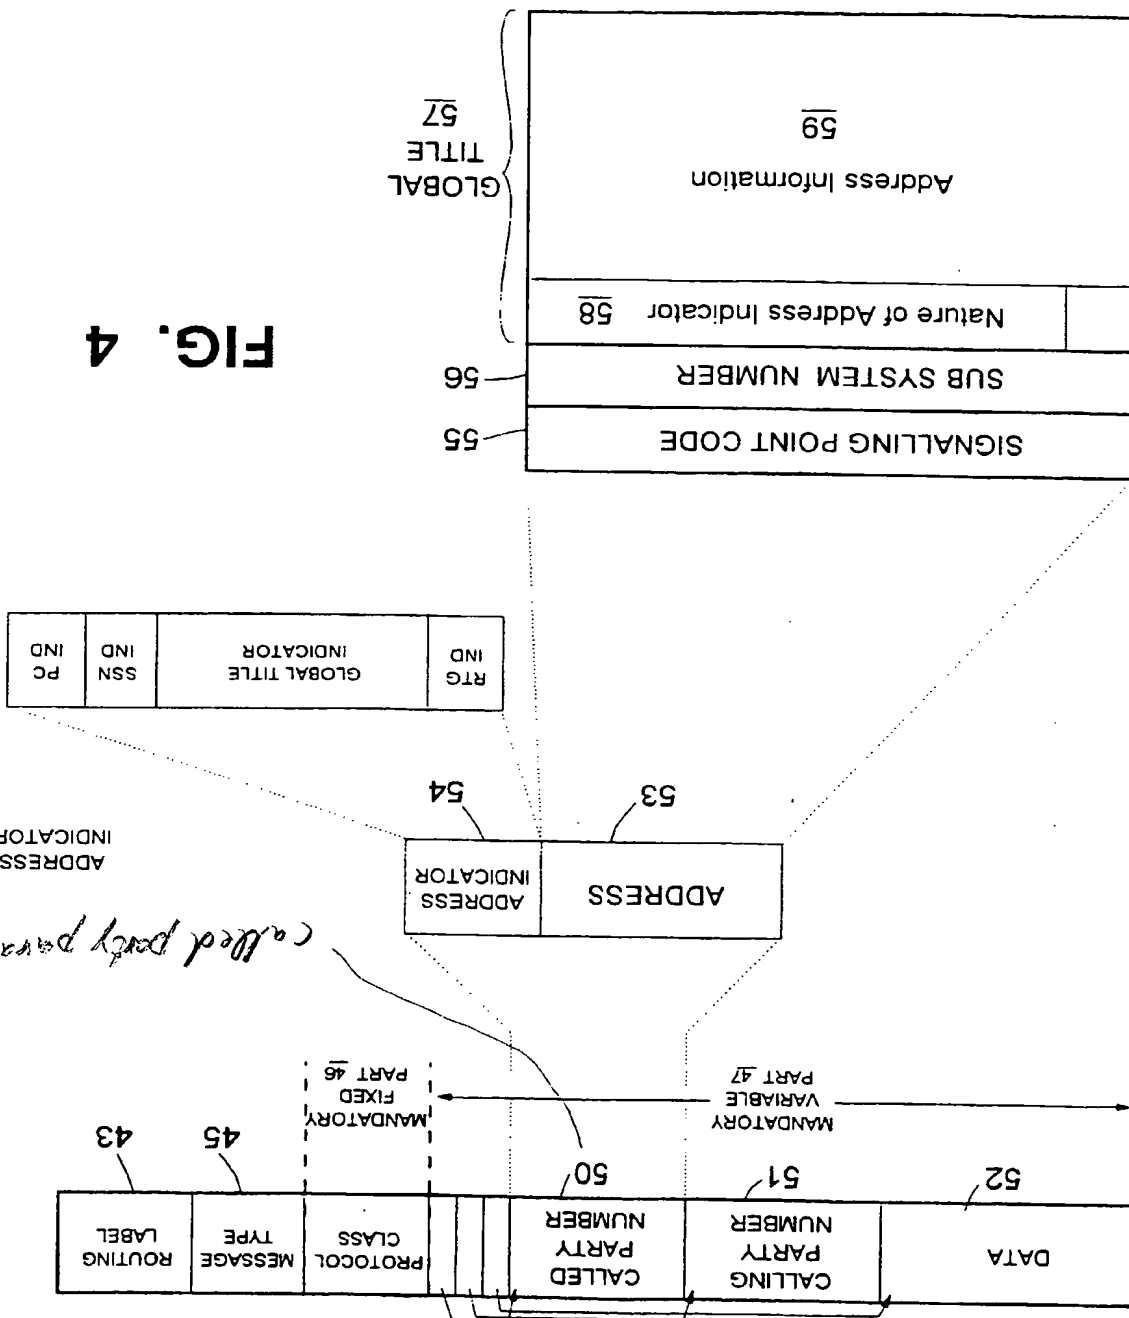 DATA
CALLING
PARTY
NUMBER
CALLED
PARTY
NUMBER
PROTOCOL
CLASS
MESSAGE
TYPE
ROUTING
LABEL
52
51
50
45
43
MANDATORY
VARIABLE
PART 47
MANDATORY
FIXED
PART 46
called party para
ADDRESS
ADDRESS
INDICATOR
ADDRESS
INDICATOR
53
54
RTG
IND
GLOBAL TITLE
INDICATOR
SSN
IND
PC
IND
SIGNALLING POINT CODE
55
SUB SYSTEM NUMBER
56
Nature of Address Indicator 58
FIG. 4
Address Information
59
GLOBAL
TITLE
57